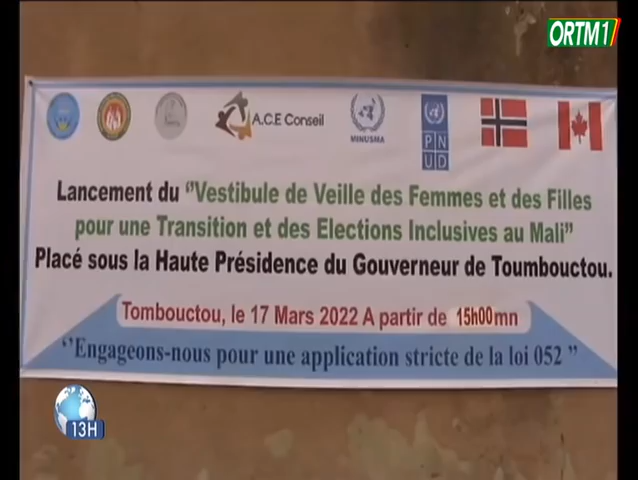 ORTM1
A.C.E Conseil
MINUSMA
P N
U D
Lancement du ‘’Vestibule de Veille des Femmes et des Filles
pour une Transition et des Elections Inclusives au Mali’’
Placé sous la Haute Présidence du Gouverneur de Toumbouctou.
Tombouctou, le 17 Mars 2022 A partir de 15h00mn
‘’Engageons-nous pour une application stricte de la loi 052 ’’
13H